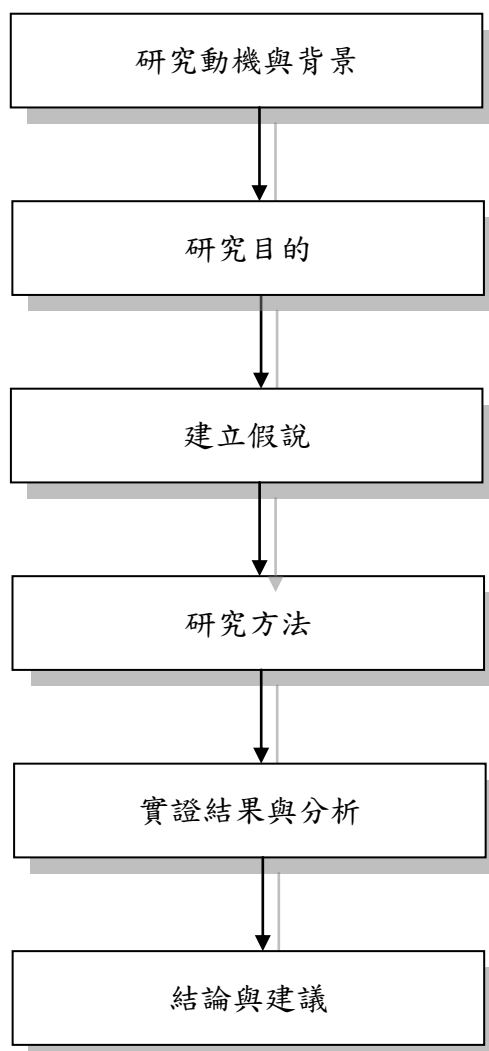 研究動機與背景
研究目的
建立假說
研究方法
實證結果與分析
結論與建議